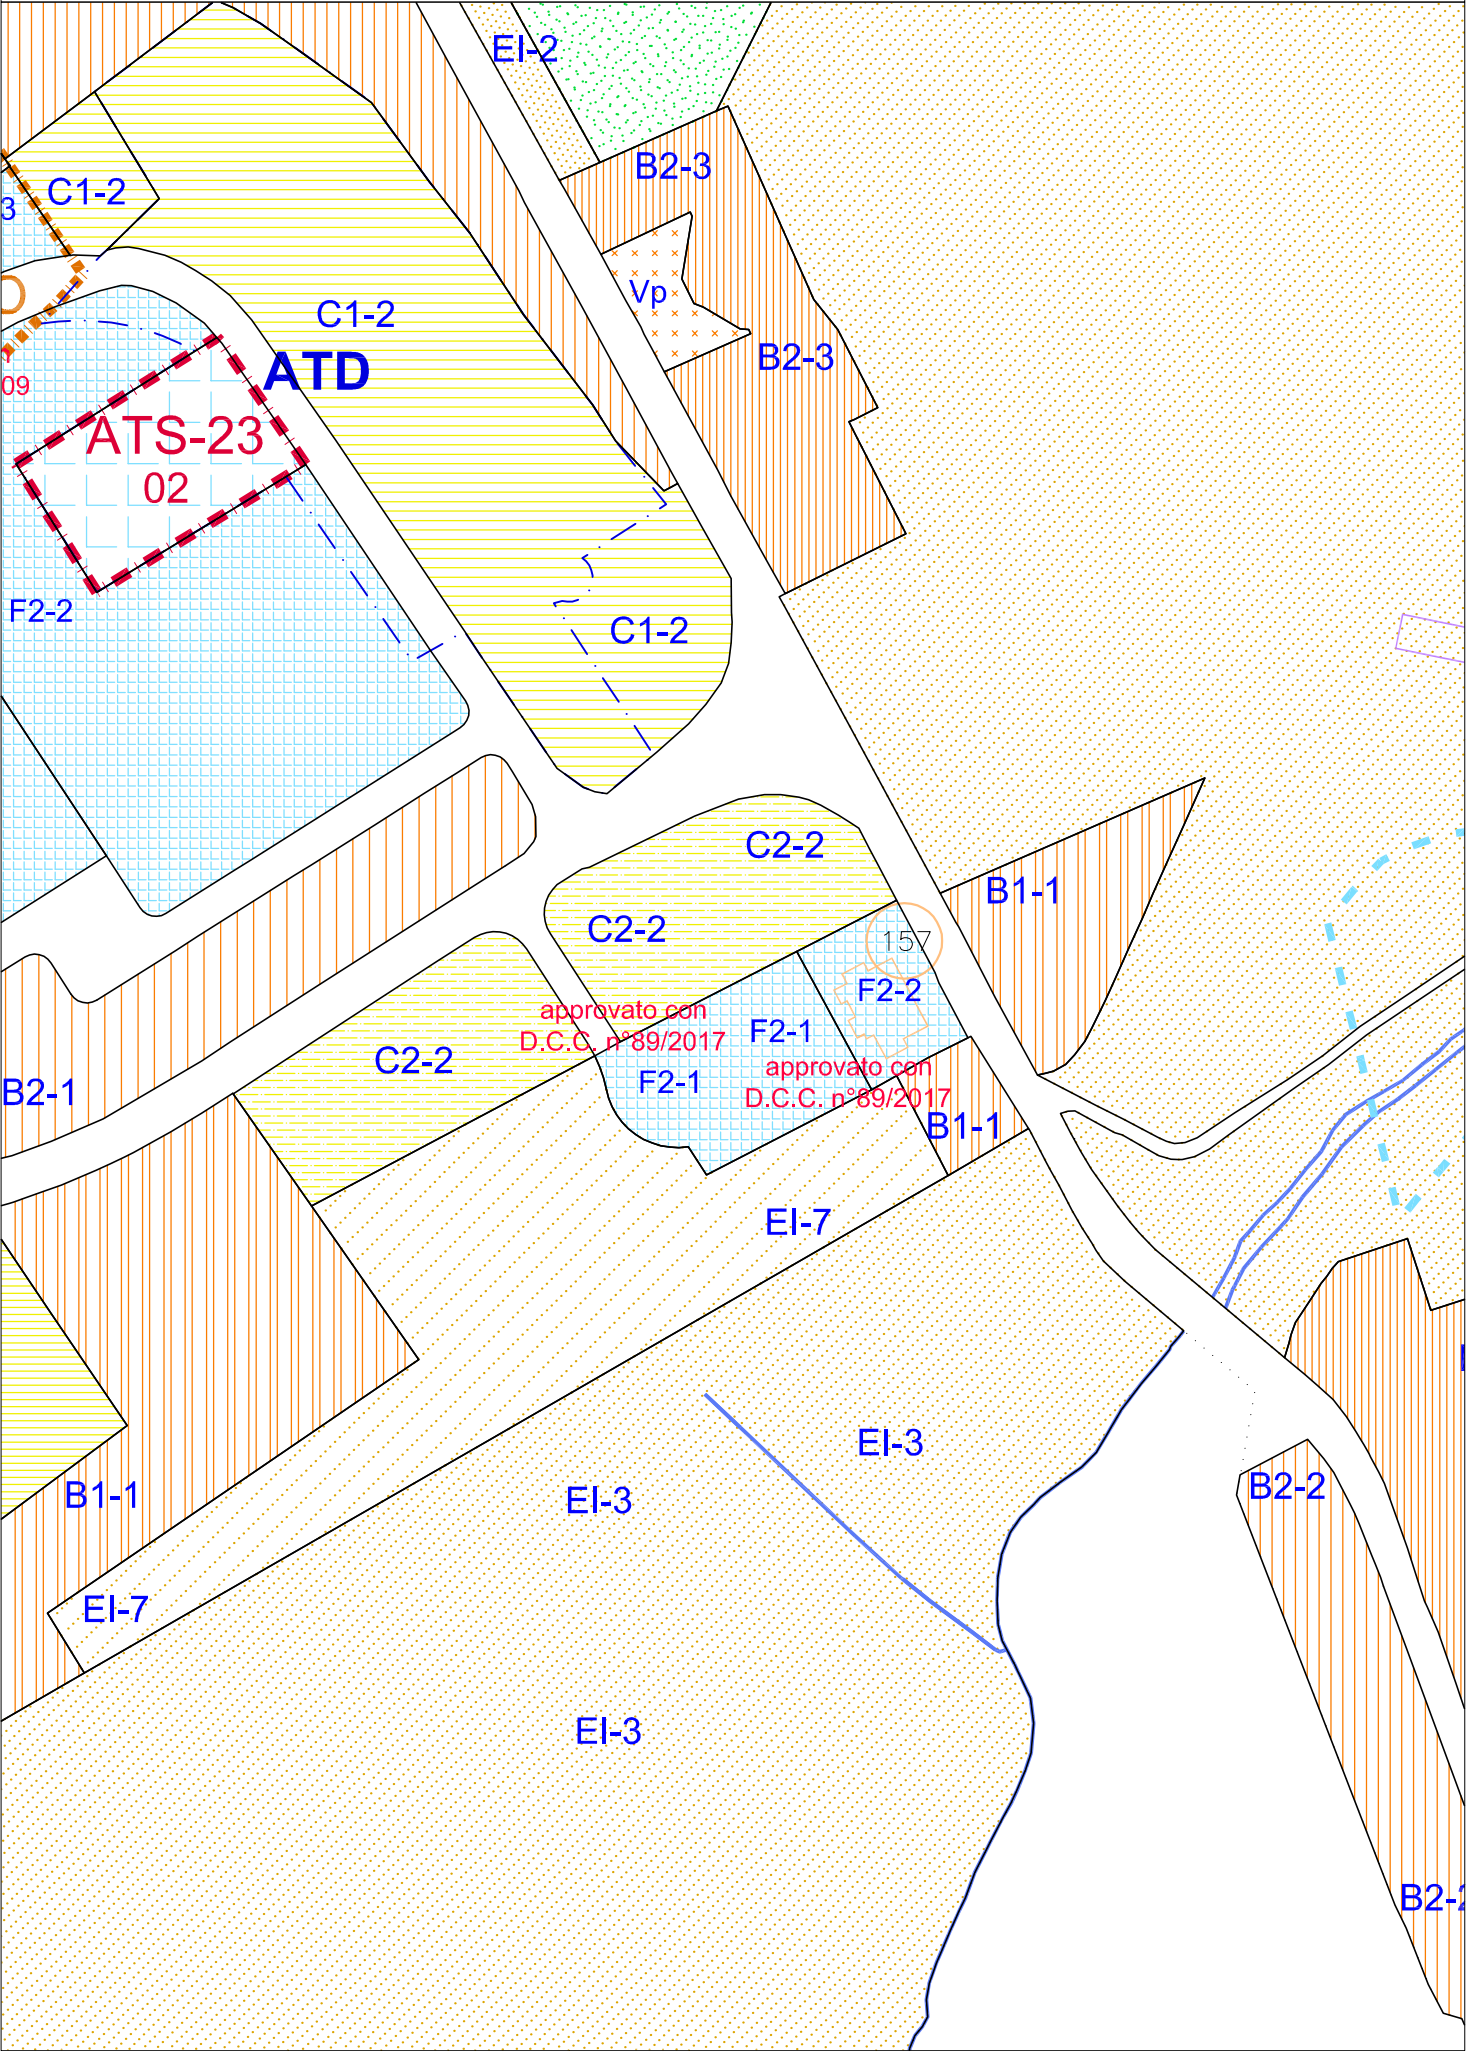 EI-2
B2-3
C1-2
3
Vp
C1-2
B2-3
ATD
09
ATS-23
02
F2-2
C1-2
C2-2
B1-1
C2-2
157
F2-2
approvato con
D.C.C. n°89/2017
F2-1
C2-2
F2-1
approvato con
D.C.C. n°89/2017
B2-1
B1-1
EI-7
EI-3
B2-2
B1-1
EI-3
EI-7
EI-3
B2-2